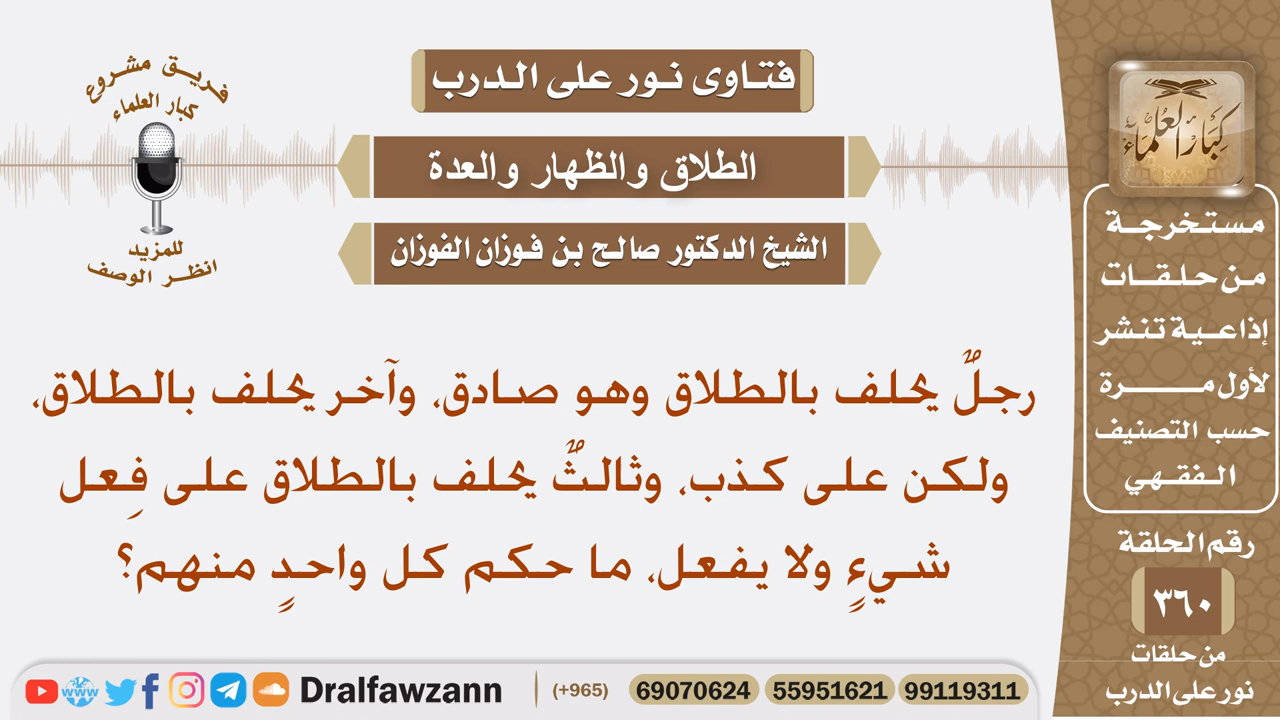 فتاوى نور على الدرب
الطلاق والظهار والعدة
الشيخ الدكتور صالح بن فوزان الفوزان
فريق مشروع
كبار العلماء
للمزيد
انظر الوصف
رجلٌ يحلف بالطلاق وهو صادق، وآخر يحلف بالطلاق،
ولكن على كذب، وثالثٌ يحلف بالطلاق على فِعل
شيءٍ ولا يفعل، ما حكم كل واحدٍ منهم؟
كبار العلماء
مستخرجة
من حلقات
إذاعية تنشر
لأول مرة
حسب التصنيف
الفقهي
رقم الحلقة
٣٦٠
من حلقات
نور على الدرب
www Dralfawzann (+965) 69070624 55951621 99119311